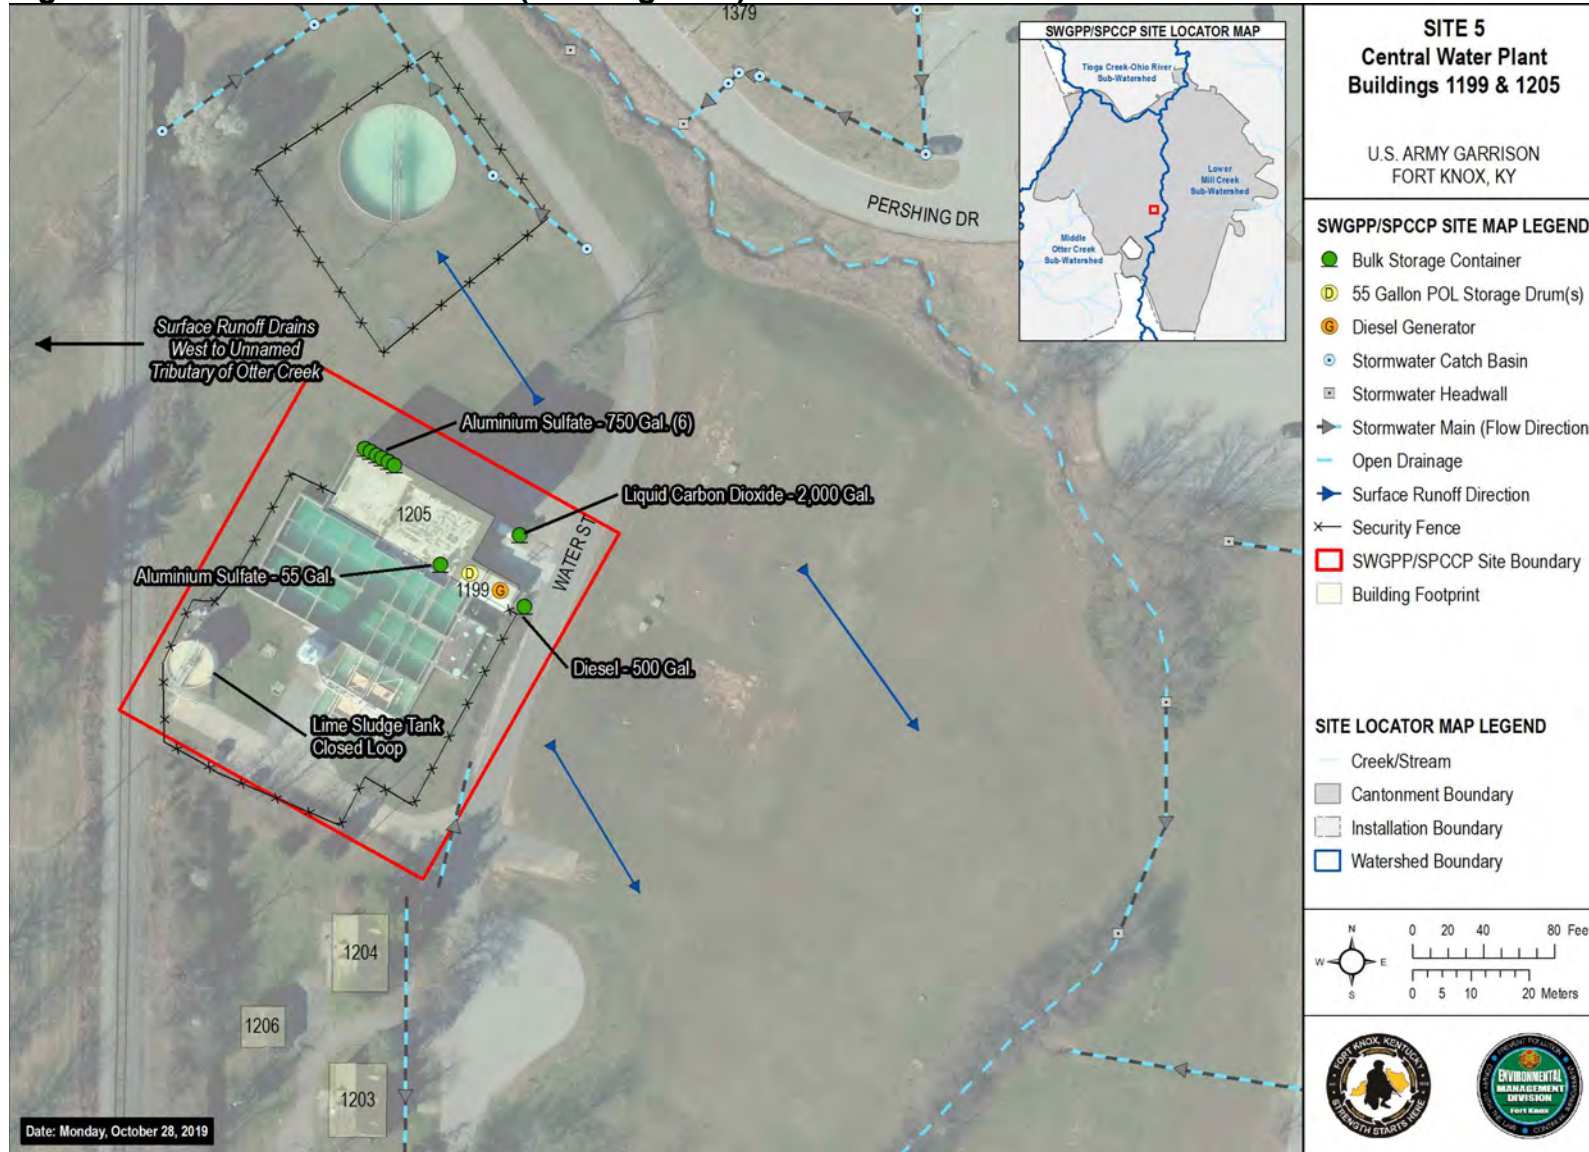 1379
SWGPP/SPCCP SITE LOCATOR MAP
Tioga Creek-Ohio River
Sub-Watershed
Lower
Mill Creek
Sub-Watershed
Middle
Otter Creek
Sub-Watershed
PERSHING DR
Surface Runoff Drains
West to Unnamed
Tributary of Otter Creek
Aluminium Sulfate - 750 Gal. (6)
Liquid Carbon Dioxide - 2,000 Gal.
1205
WATER ST
Aluminium Sulfate - 55 Gal.
D
1199
G
Diesel - 500 Gal.
Lime Sludge Tank
Closed Loop
1204
1206
1203
Date: Monday, October 28, 2019
SITE 5
Central Water Plant
Buildings 1199 & 1205
U.S. ARMY GARRISON
FORT KNOX, KY
SWGPP/SPCCP SITE MAP LEGEND
Bulk Storage Container
D 55 Gallon POL Storage Drum(s)
G Diesel Generator
Stormwater Catch Basin
Stormwater Headwall
Stormwater Main (Flow Direction
Open Drainage
Surface Runoff Direction
Security Fence
SWGPP/SPCCP Site Boundary
Building Footprint
SITE LOCATOR MAP LEGEND
Creek/Stream
Cantonment Boundary
Installation Boundary
Watershed Boundary
N
W E
S
0 20 40 80 Fee
0 5 10 20 Meters
FORT KNOX, KENTUCKY
STRENGTH STARTS HERE
PREVENT POLLUTION
ENVIRONMENTAL
MANAGEMENT
DIVISION
Fort Knox